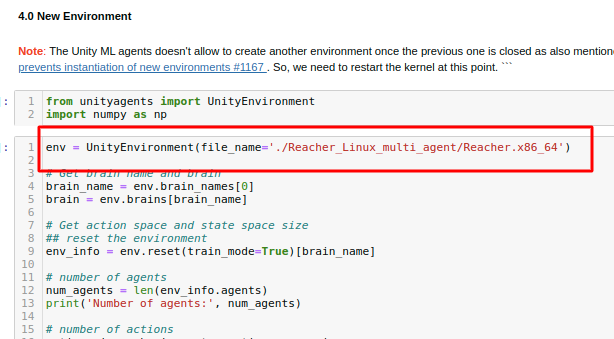 4.0 New Environment
Note: The Unity ML agents doesn't allow to create another environment once the previous one is closed as also mention
prevents instantiation of new environments #1167 . So, we need to restart the kernel at this point. ```
]: 1 from unityagents import UnityEnvironment
2 import numpy as np
]: 1 env = UnityEnvironment(file_name='./Reacher_Linux_multi_agent/Reacher.x86_64')
2
3 # Get brain name and brain
4 brain_name = env.brain_names[0]
5 brain = env.brains[brain_name]
6
7 # Get action space and state space size
8 ## reset the environment
9 env_info = env.reset(train_mode=True)[brain_name]
10
11 # number of agents
12 num_agents = len(env_info.agents)
13 print('Number of agents:', num_agents)
14
15 # number of actions